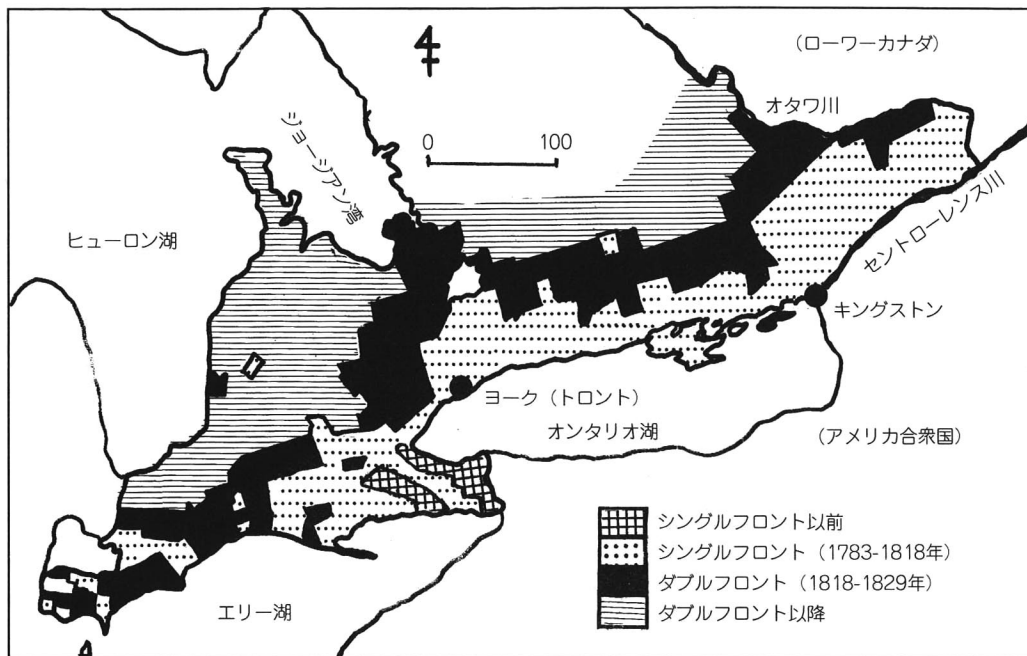 (ローワーカナダ)
オタワ川
ジョージアン湾
0 100
ヒューロン湖
セントローレンス川
キングストン
ヨーク(トロント)
オンタリオ湖
(アメリカ合衆国)
シングルフロント以前
シングルフロント(1783-1818年)
ダブルフロント(1818-1829年)
エリー湖
ダブルフロント以降